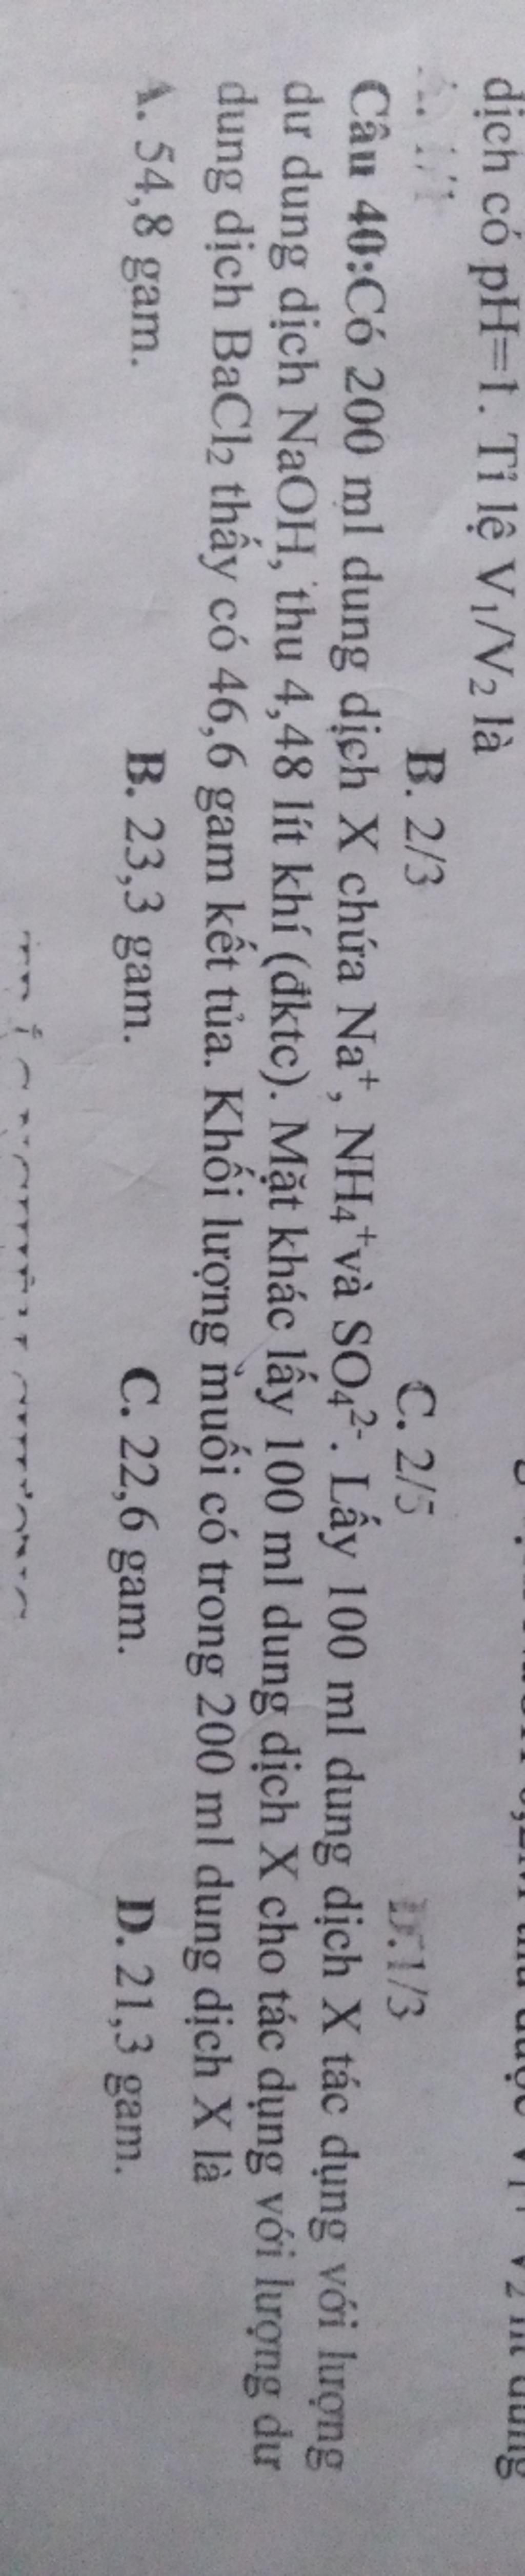 dịch có pH=1. Tỉ lệ V₁/V₂ là
B. 2/3 C. 2/5 D. 1/3
Câu 40:Có 200 ml dung dịch X chứa Na⁺, NH₄⁺và SO₄²⁻. Lấy 100 ml dung dịch X tác dụng với lượng
dư dung dịch NaOH, thu 4,48 lít khí (đktc). Mặt khác lấy 100 ml dung dịch X cho tác dụng với lượng dư
dung dịch BaCl₂ thấy có 46,6 gam kết tủa. Khối lượng muối có trong 200 ml dung dịch X là
A. 54,8 gam. B. 23,3 gam. C. 22,6 gam. D. 21,3 gam.